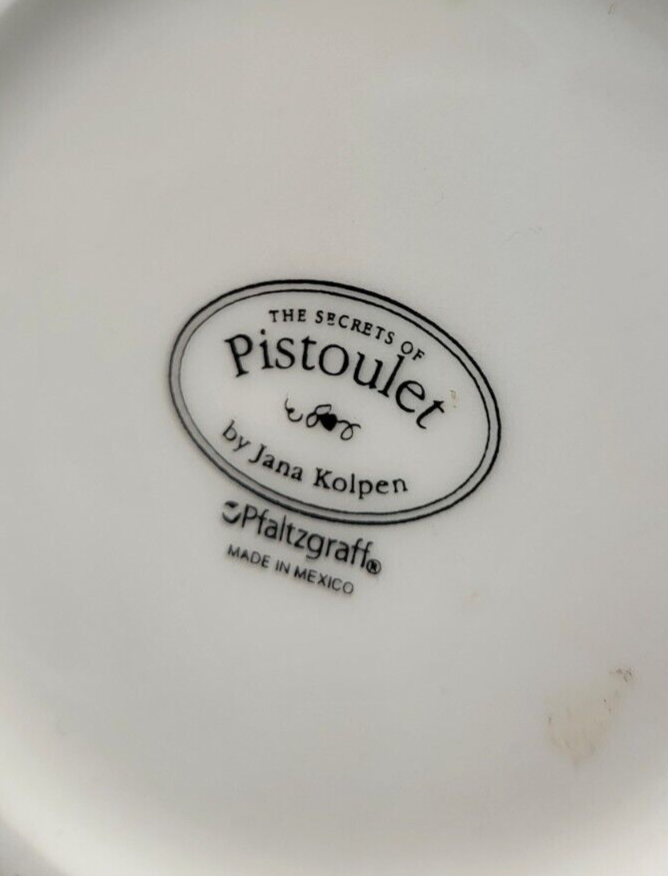 THE SECRETS OF
Pistoulet
by Jana Kolpen
Pfaltzgraff®
MADE IN MEXICO